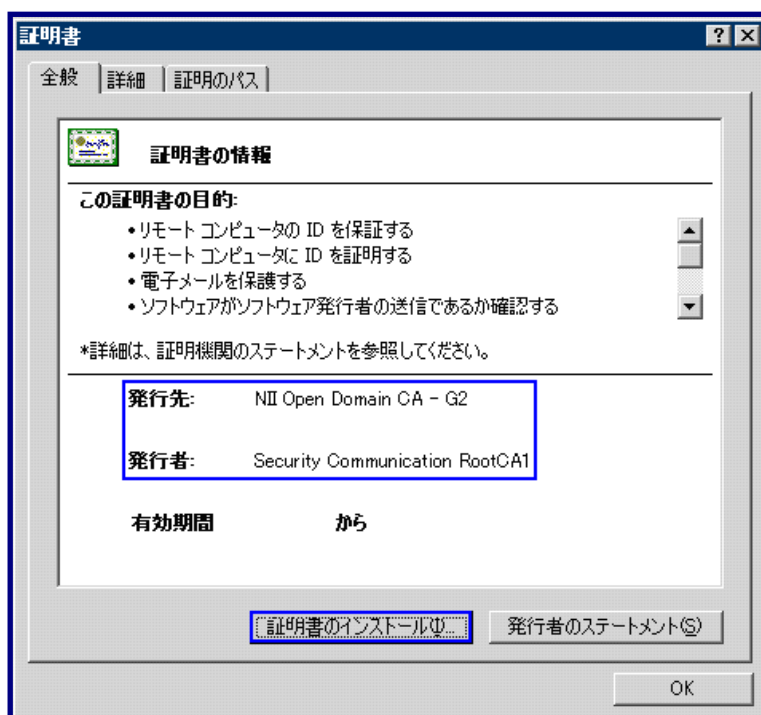 証明書
全般 詳細 証明のパス
証明書の情報
この証明書の目的:
•リモート コンピュータの ID を保証する
•リモート コンピュータに ID を証明する
•電子メールを保護する
•ソフトウェアがソフトウェア発行者の送信であるか確認する
*詳細は、証明機関のステートメントを参照してください。
発行先: NII Open Domain CA - G2
発行者: Security Communication RootCA1
有効期間 から
証明書のインストール(I)... 発行者のステートメント(S)
OK